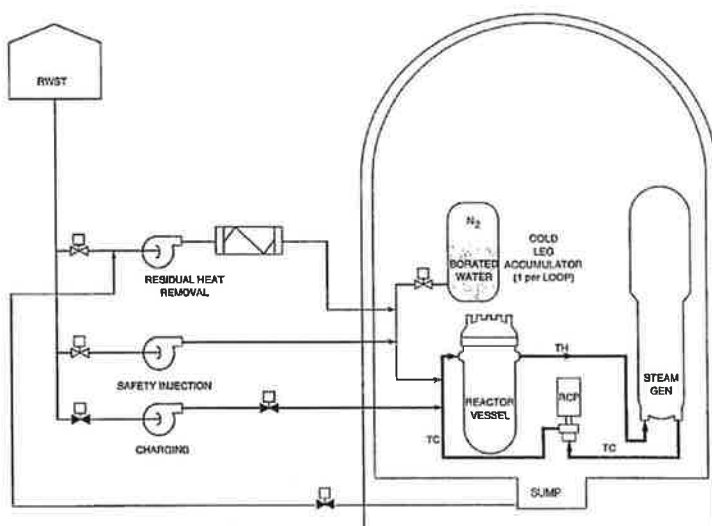 RWST
N2
BORATED
WATER
COLD
LEG
ACCUMULATOR
(1 per LOOP)
RESIDUAL HEAT
REMOVAL
SAFETY INJECTION
CHARGING
REACTOR
VESSEL
TH
RCP
STEAM
GEN
TC
TC
SUMP